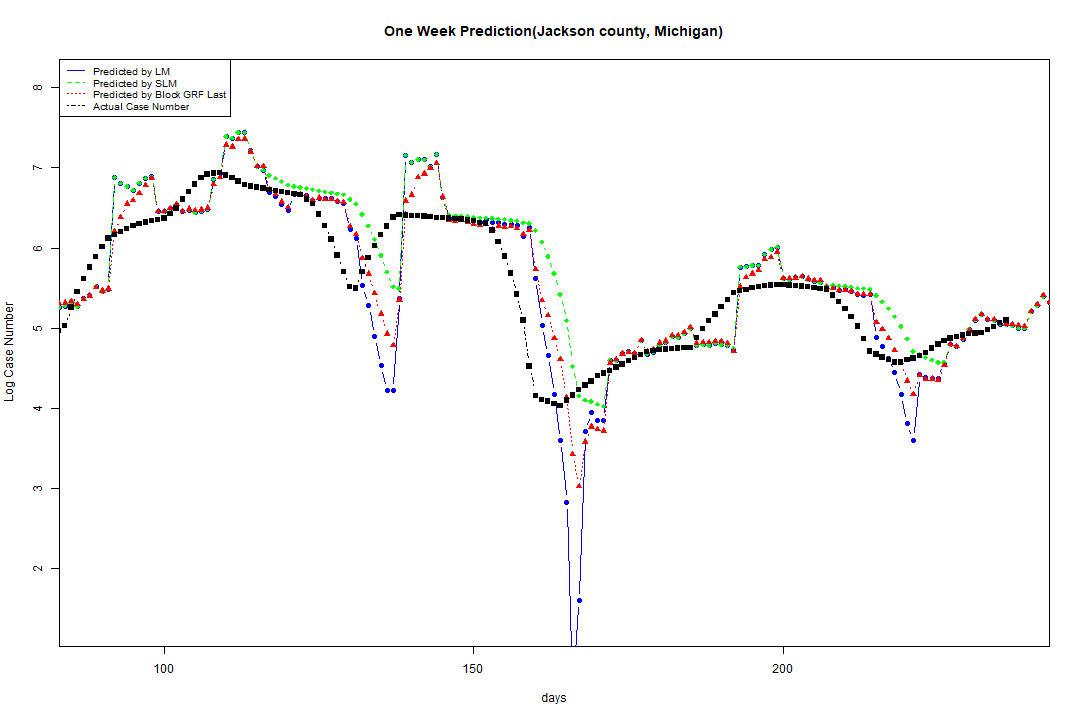 One Week Prediction(Jackson county, Michigan)
Predicted by LM
Predicted by SLM
Predicted by Block GRF Last
Actual Case Number
8
7
6
5
4
3
2
Log Case Number
100 150 200
days